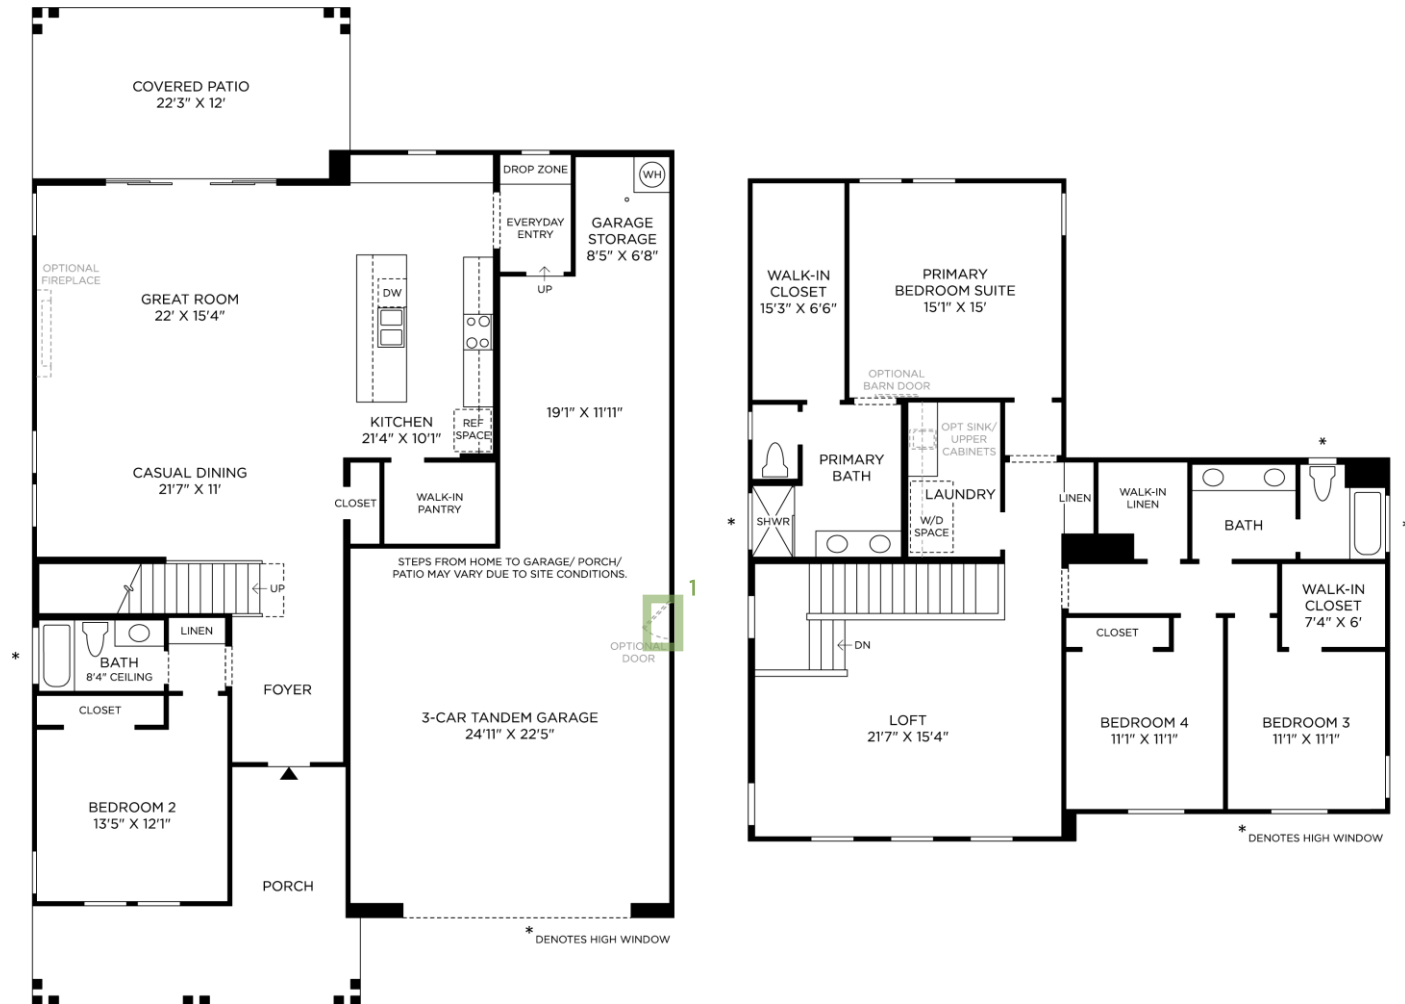 COVERED PATIO
22'3" X 12'
DROP ZONE
WH
EVERYDAY
ENTRY
GARAGE
STORAGE
8'5" X 6'8"
UP
OPTIONAL
FIREPLACE
GREAT ROOM
22' X 15'4"
DW
19'1" X 11'11"
KITCHEN
21'4" X 10'1"
REF
SPACE
CASUAL DINING
21'7" X 11'
CLOSET
WALK-IN
PANTRY
STEPS FROM HOME TO GARAGE/ PORCH/
PATIO MAY VARY DUE TO SITE CONDITIONS.
UP
1
OPTIONAL
DOOR
LINEN
*
BATH
8'4" CEILING
FOYER
CLOSET
3-CAR TANDEM GARAGE
24'11" X 22'5"
BEDROOM 2
13'5" X 12'1"
PORCH
* DENOTES HIGH WINDOW
WALK-IN
CLOSET
15'3" X 6'6"
PRIMARY
BEDROOM SUITE
15'1" X 15'
OPTIONAL
BARN DOOR
OPT SINK/
UPPER
CABINETS
PRIMARY
BATH
LAUNDRY
W/D
SPACE
*
SHWR
LINEN
WALK-IN
LINEN
BATH
*
*
WALK-IN
CLOSET
7'4" X 6'
CLOSET
DN
LOFT
21'7" X 15'4"
BEDROOM 4
11'1" X 11'1"
BEDROOM 3
11'1" X 11'1"
* DENOTES HIGH WINDOW